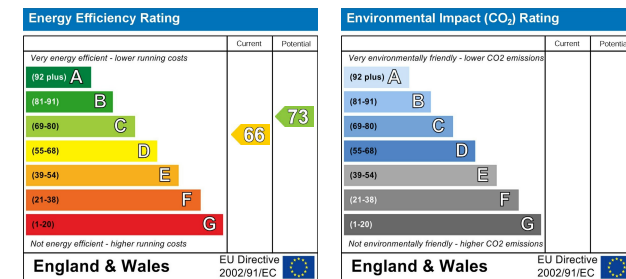 Energy Efficiency Rating
Current Potential
Very energy efficient - lower running costs
(92 plus) A
(81-91) B
(69-80) C
(55-68) D
(39-54) E
(21-38) F
(1-20) G
66
73
Not energy efficient - higher running costs
England & Wales
EU Directive
2002/91/EC
Environmental Impact (CO₂) Rating
Current Potential
Very environmentally friendly - lower CO2 emissions
(92 plus) A
(81-91) B
(69-80) C
(55-68) D
(39-54) E
(21-38) F
(1-20) G
Not environmentally friendly - higher CO2 emissions
England & Wales
EU Directive
2002/91/EC